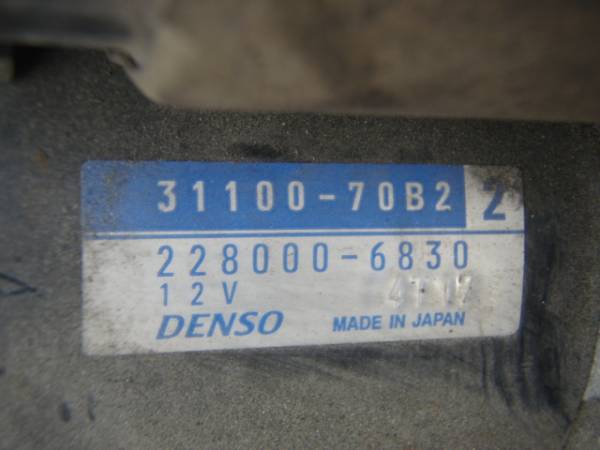 31100-70B2 2
228000-6830
12V
DENSO MADE IN JAPAN